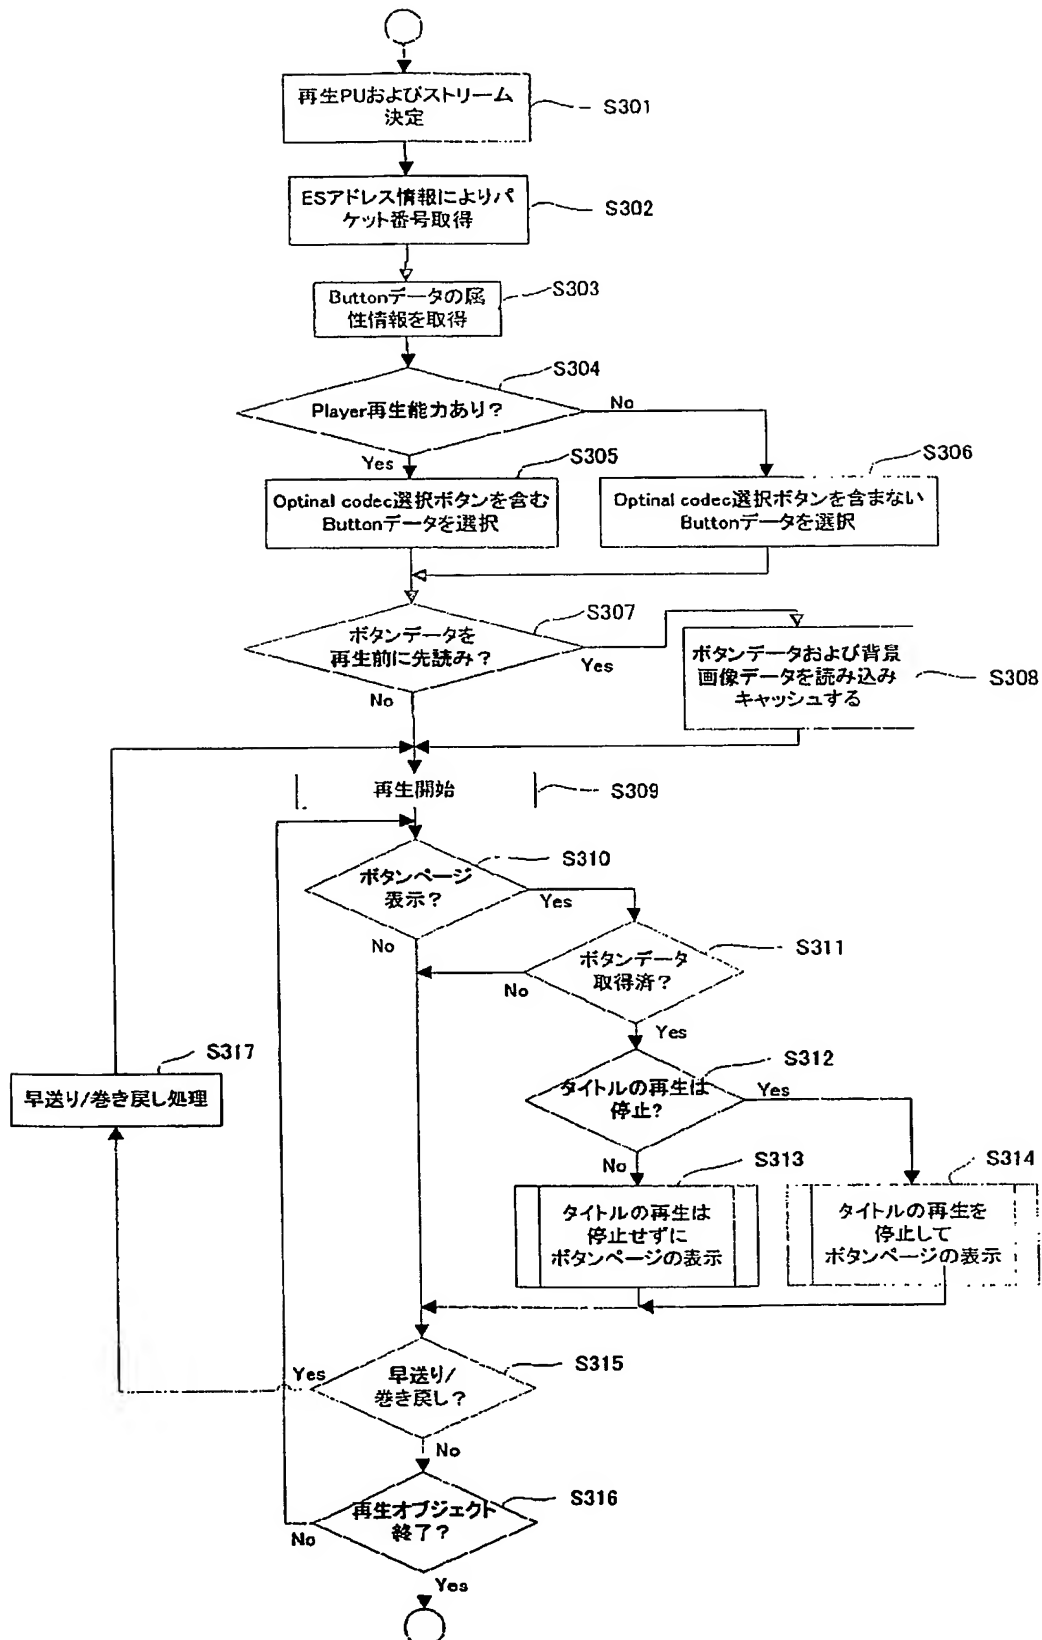 再生PUおよびストリーム
決定
S301
ESアドレス情報によりパ
ケット番号取得
S302
Buttonデータの属
性情報を取得
S303
Player再生能力あり?
S304
No
Yes
Optinal codec選択ボタンを含む
Buttonデータを選択
S305
Optinal codec選択ボタンを含まない
Buttonデータを選択
S306
ボタンデータを
再生前に先読み?
S307
Yes
No
ボタンデータおよび背景
画像データを読み込み
キャッシュする
S308
再生開始
S309
ボタンページ
表示?
S310
Yes
No
ボタンデータ
取得済?
S311
No
Yes
タイトルの再生は
停止?
S312
Yes
No
タイトルの再生は
停止せずに
ボタンページの表示
S313
タイトルの再生を
停止して
ボタンページの表示
S314
早送り/
巻き戻し?
S315
Yes
No
早送り/巻き戻し処理
S317
再生オブジェクト
終了?
S316
No
Yes